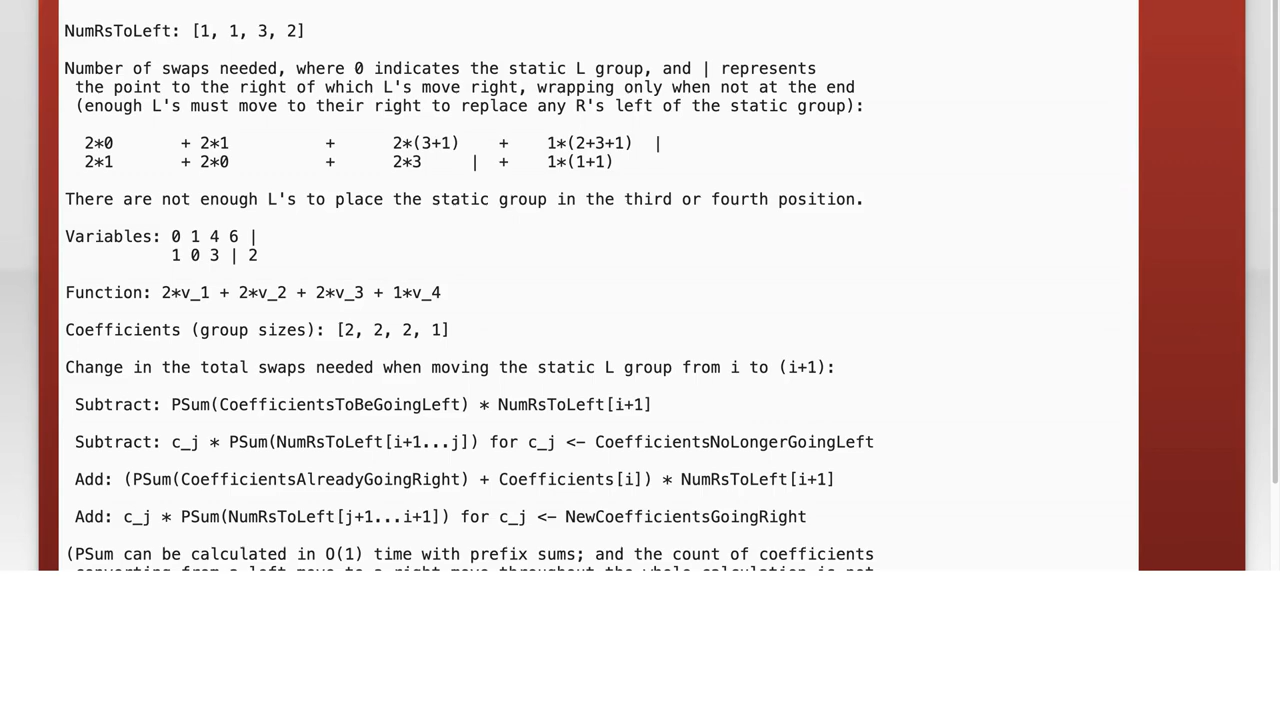 NumRsToLeft: [1, 1, 3, 2]
Number of swaps needed, where 0 indicates the static L group, and | represents
the point to the right of which L's move right, wrapping only when not at the end
(enough L's must move to their right to replace any R's left of the static group):
2*0 + 2*1 + 2*(3+1) + 1*(2+3+1) |
2*1 + 2*0 + 2*3 | + 1*(1+1)
There are not enough L's to place the static group in the third or fourth position.
Variables: 0 1 4 6 |
1 0 3 | 2
Function: 2*v_1 + 2*v_2 + 2*v_3 + 1*v_4
Coefficients (group sizes): [2, 2, 2, 1]
Change in the total swaps needed when moving the static L group from i to (i+1):
Subtract: PSum(CoefficientsToBeGoingLeft) * NumRsToLeft[i+1]
Subtract: c_j * PSum(NumRsToLeft[i+1...j]) for c_j <- CoefficientsNoLongerGoingLeft
Add: (PSum(CoefficientsAlreadyGoingRight) + Coefficients[i]) * NumRsToLeft[i+1]
Add: c_j * PSum(NumRsToLeft[j+1...i+1]) for c_j <- NewCoefficientsGoingRight
(PSum can be calculated in O(1) time with prefix sums; and the count of coefficients